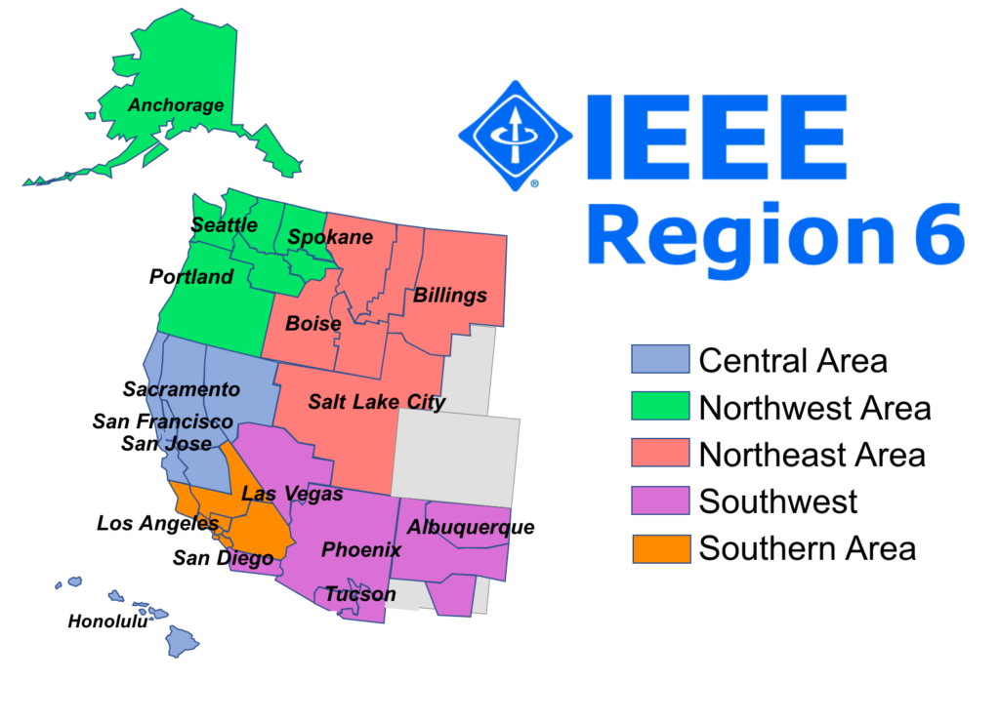 Anchorage
IEEE
®
Region 6
Seattle
Spokane
Portland
Billings
Boise
Central Area
Sacramento
Salt Lake City
Northwest Area
San Francisco
San Jose
Northeast Area
Las Vegas
Southwest
Los Angeles
Albuquerque
Phoenix
Southern Area
San Diego
Tucson
Honolulu